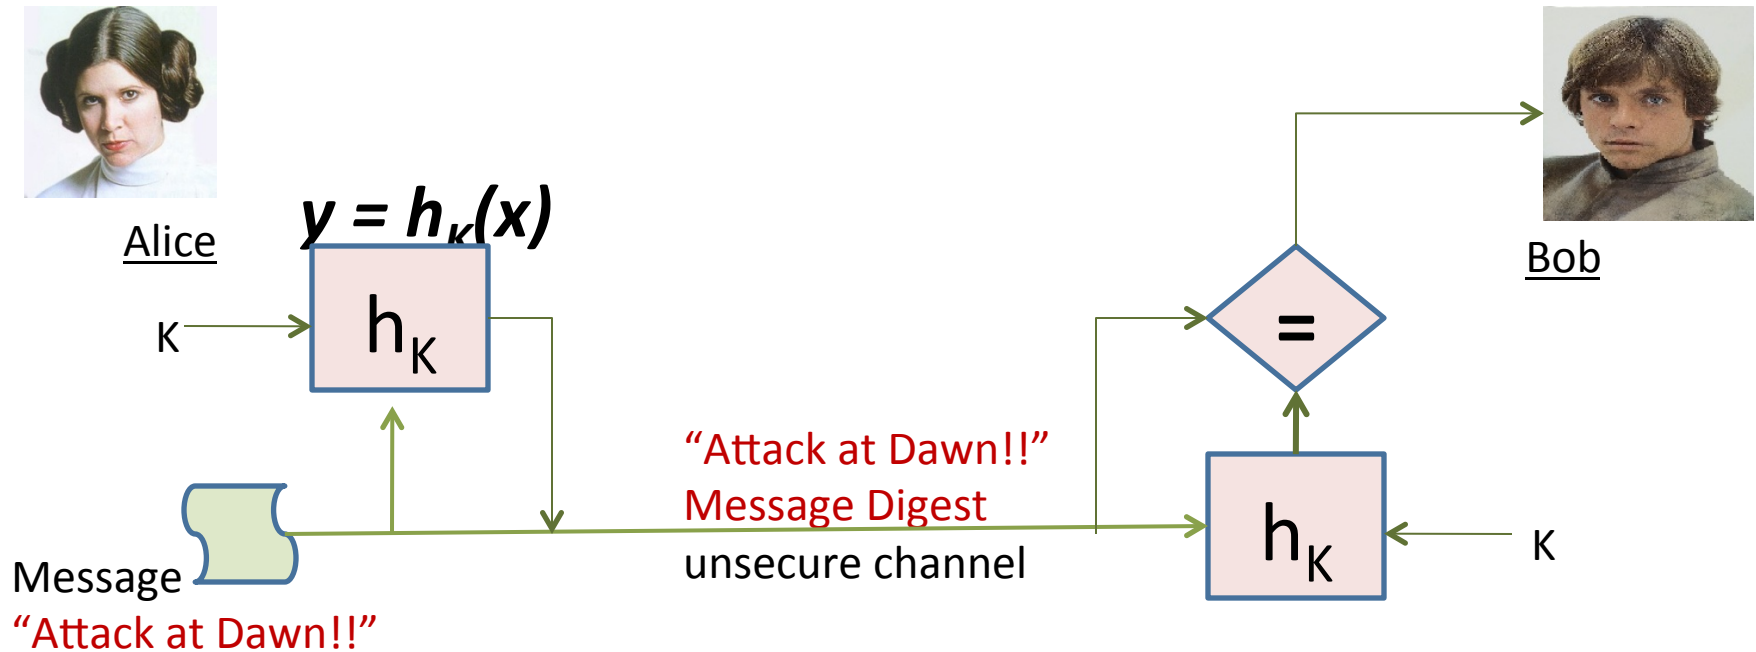 Alice
y = hK(x)
K
hK
Message
“Attack at Dawn!!”
“Attack at Dawn!!”
Message Digest
unsecure channel
=
hK
K
Bob